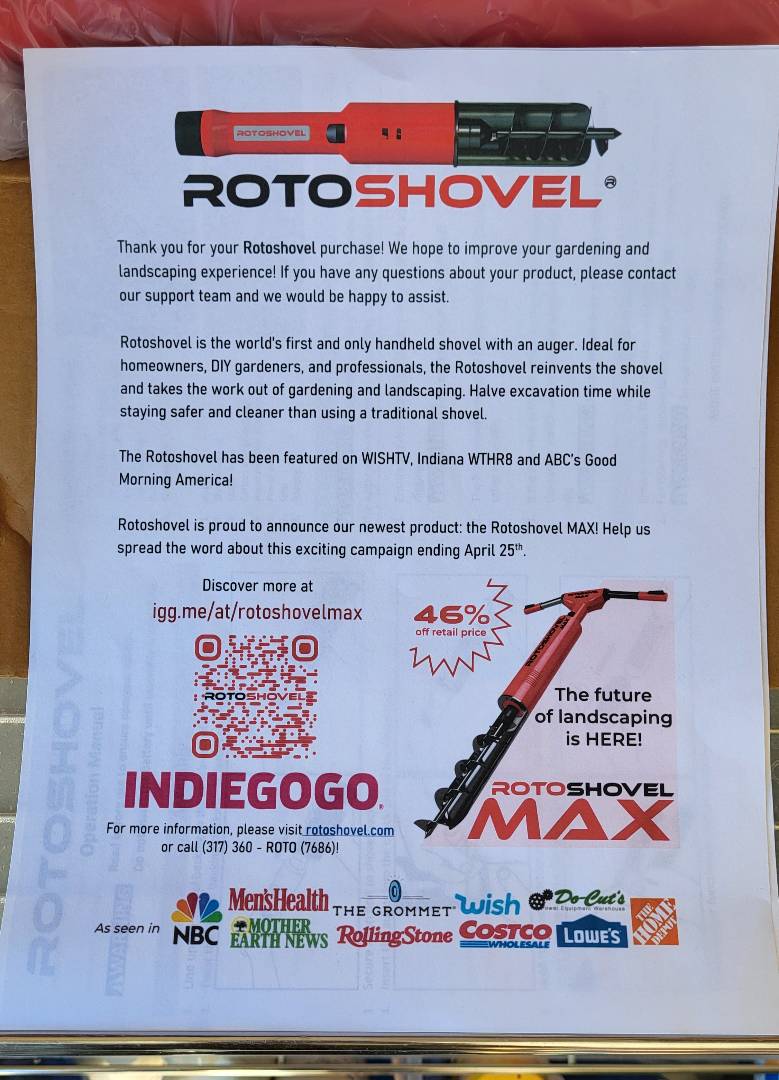 ROTOSHOVEL
ROTOSHOVEL®
Thank you for your Rotoshovel purchase! We hope to improve your gardening and
landscaping experience! If you have any questions about your product, please contact
our support team and we would be happy to assist.
Rotoshovel is the world's first and only handheld shovel with an auger. Ideal for
homeowners, DIY gardeners, and professionals, the Rotoshovel reinvents the shovel
and takes the work out of gardening and landscaping. Halve excavation time while
staying safer and cleaner than using a traditional shovel.
The Rotoshovel has been featured on WISHTV, Indiana WTHR8 and ABC's Good
Morning America!
Rotoshovel is proud to announce our newest product: the Rotoshovel MAX! Help us
spread the word about this exciting campaign ending April 25th.
Discover more at
igg.me/at/rotoshovelmax
ROTOSHOVEL
INDIEGOGO.
For more information, please visit rotoshovel.com
or call (317) 360 - ROTO (7686)!
46%
off retail price
ROTOSHOVEL MAX
The future
of landscaping
is HERE!
ROTOSHOVEL
MAX
As seen in
NBC
Men'sHealth
MOTHER
EARTH NEWS
THE GROMMET
RollingStone
wish
COSTCO
WHOLESALE
Do-Cut's
Equipment Warehouse
LOWE'S
THE
HOME
DEPOT
ROTOSHOVEL
Operation Manual